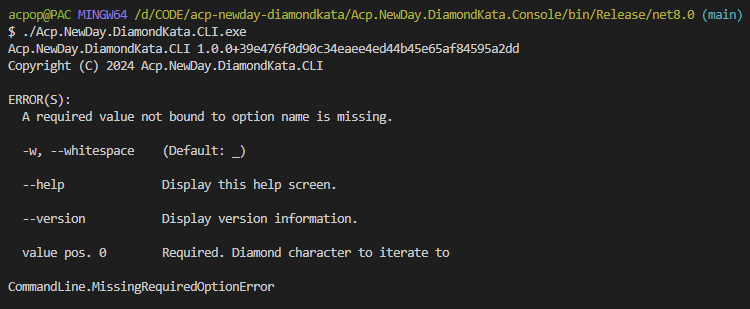 acpop@PAC MINGW64 /d/CODE/acp-newday-diamondkata/Acp.NewDay.DiamondKata.Console/bin/Release/net8.0 (main)
$ ./Acp.NewDay.DiamondKata.CLI.exe
Acp.NewDay.DiamondKata.CLI 1.0.0+39e476f0d90c34eaee4ed44b45e65af84595a2dd
Copyright (C) 2024 Acp.NewDay.DiamondKata.CLI
ERROR(S):
A required value not bound to option name is missing.
-w, --whitespace    (Default: _)
--help              Display this help screen.
--version           Display version information.
value pos. 0        Required. Diamond character to iterate to
CommandLine.MissingRequiredOptionError